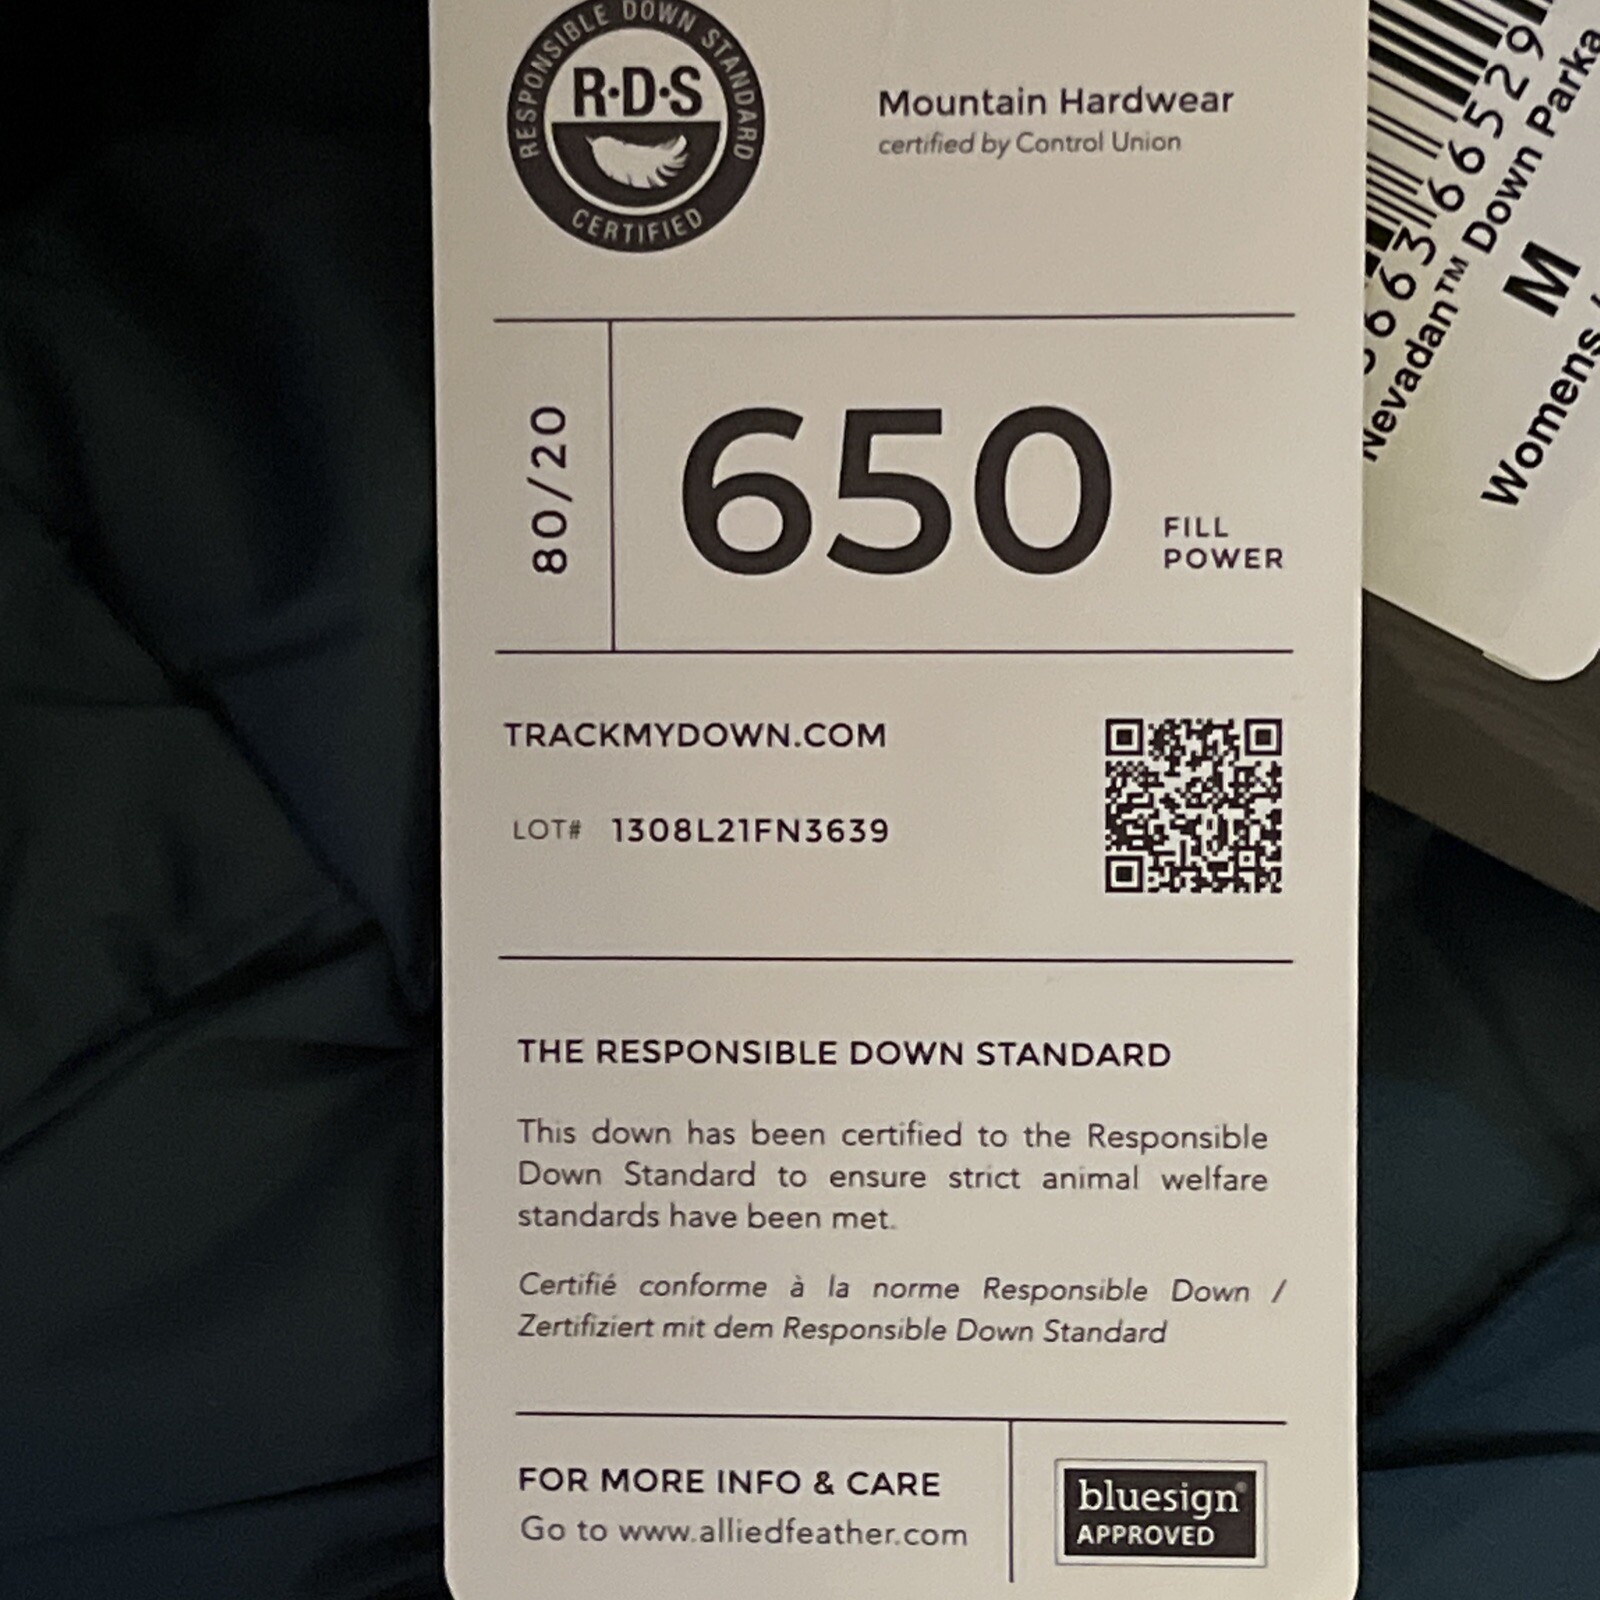 RESPONSIBLE DOWN STANDARD
R·D·S
CERTIFIED
Mountain Hardwear
certified by Control Union
80/20
650
FILL
POWER
TRACKMYDOWN.COM
LOT# 1308L21FN3639
THE RESPONSIBLE DOWN STANDARD
This down has been certified to the Responsible
Down Standard to ensure strict animal welfare
standards have been met.
Certifié conforme à la norme Responsible Down /
Zertifiziert mit dem Responsible Down Standard
FOR MORE INFO & CARE
Go to www.alliedfeather.com
bluesign®
APPROVED
663 66529
Nevadan™ Down Parka
M
Womens